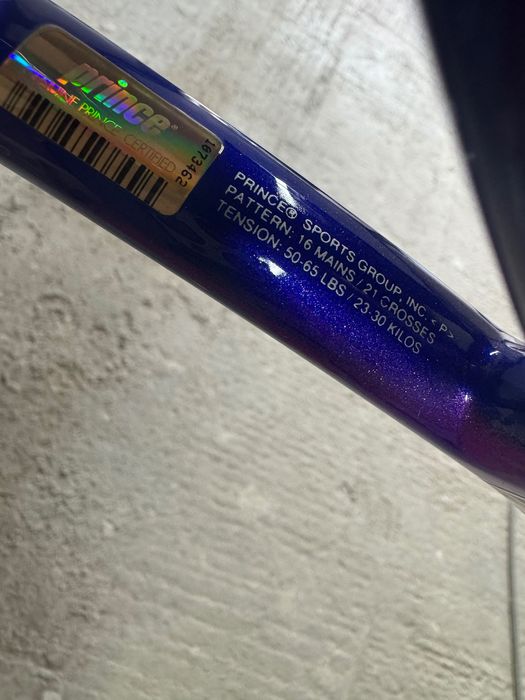 prince®
GENUINE PRINCE CERTIFIED
1073462
PRINCE® SPORTS GROUP, INC. <P>
PATTERN: 16 MAINS / 21 CROSSES
TENSION: 50-65 LBS / 23-30 KILOS